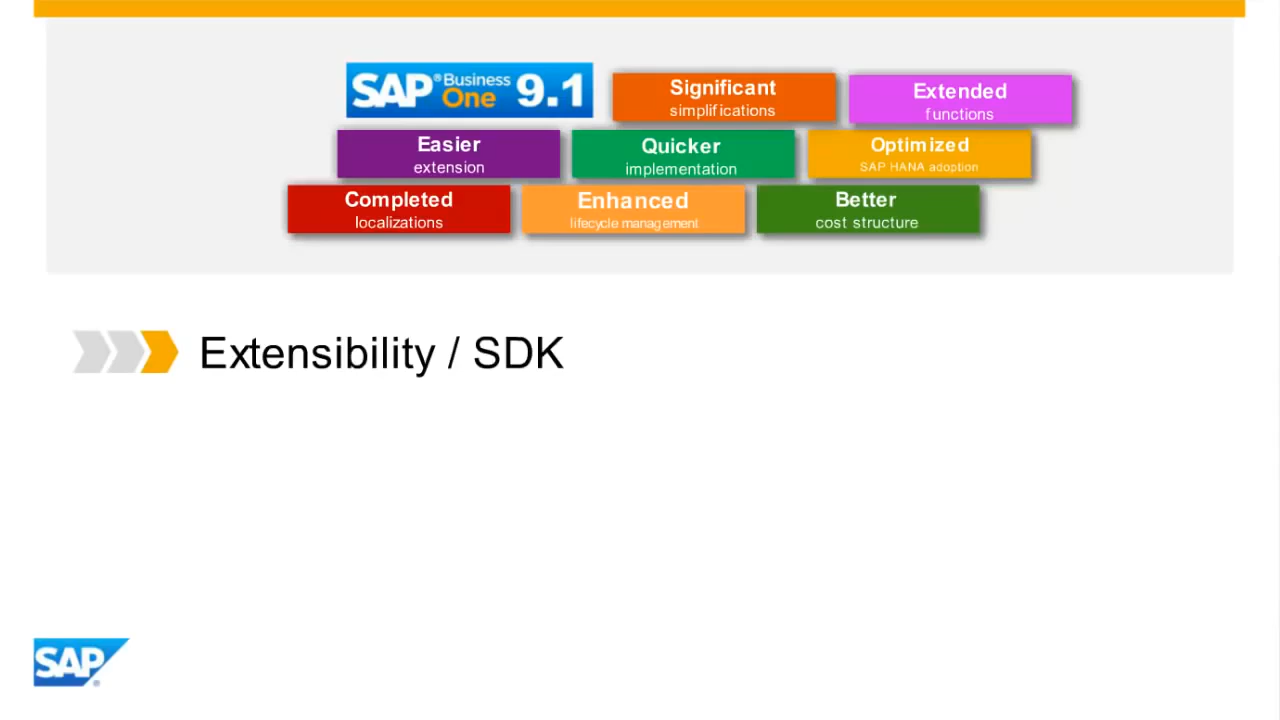 SAP® Business One 9.1
Significant
simplifications
Extended
functions
Easier
extension
Quicker
implementation
Optimized
SAP HANA adoption
Completed
localizations
Enhanced
lifecycle management
Better
cost structure
Extensibility / SDK
SAP®